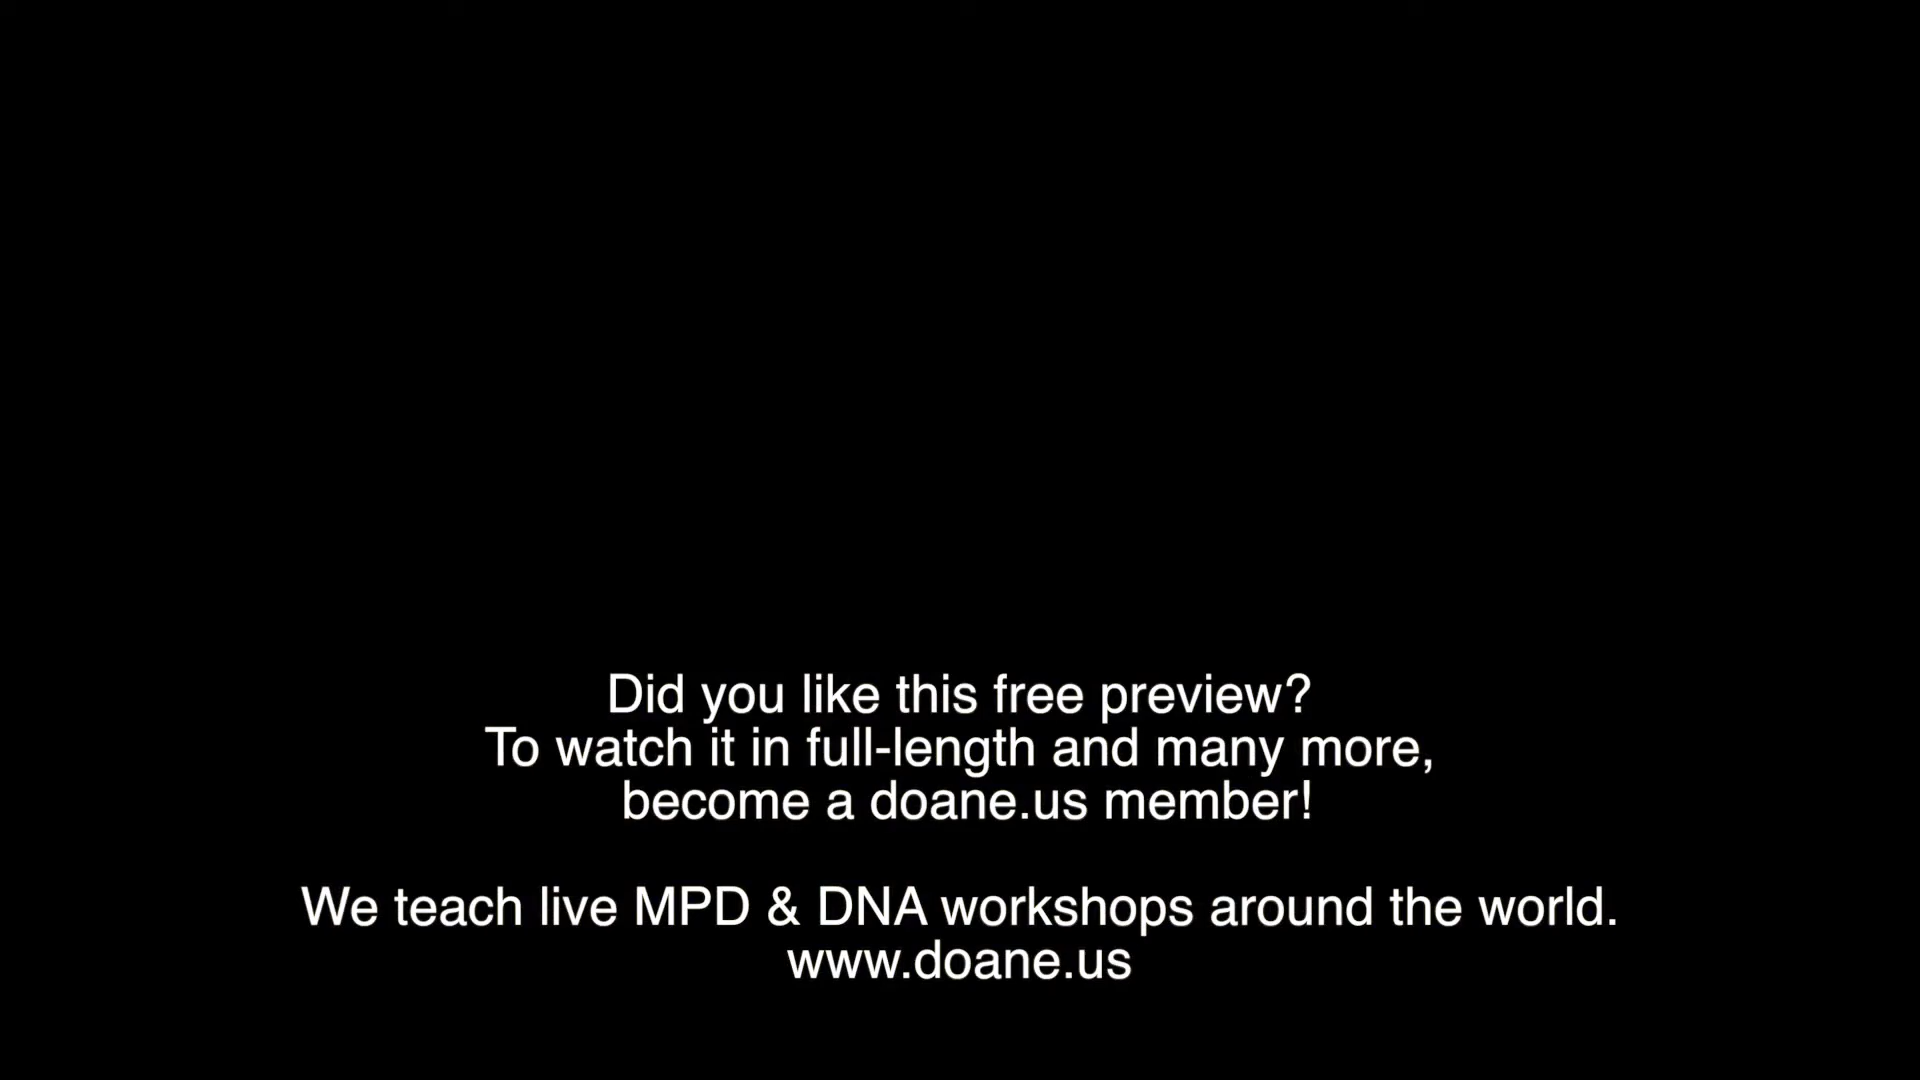 Did you like this free preview?
To watch it in full-length and many more,
become a doane.us member!
We teach live MPD & DNA workshops around the world.
www.doane.us